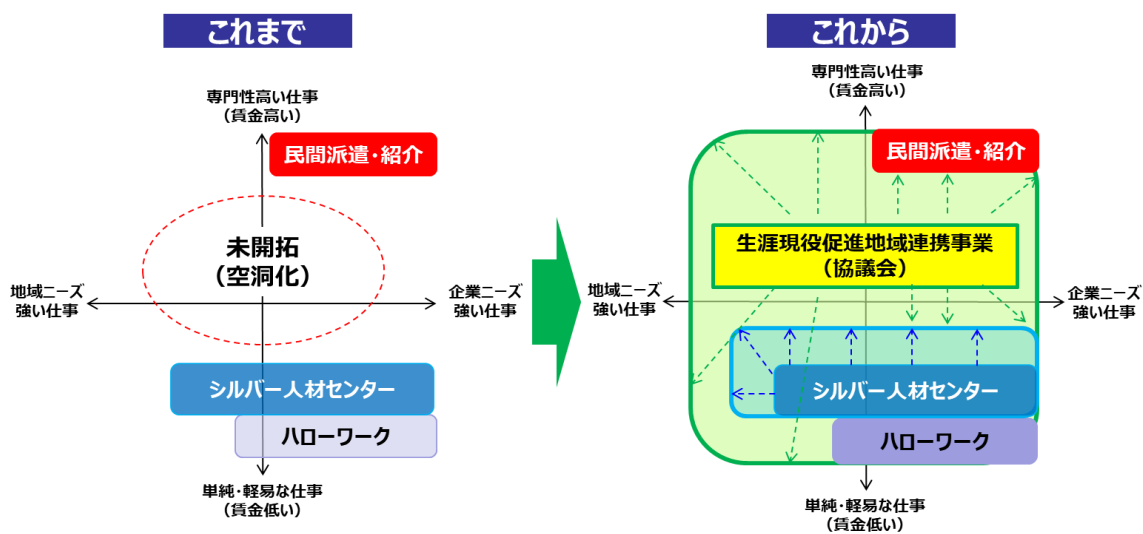 これまで
専門性高い仕事
(賃金高い)
民間派遣・紹介
未開拓
(空洞化)
地域ニーズ
強い仕事
企業ニーズ
強い仕事
シルバー人材センター
ハローワーク
単純・軽易な仕事
(賃金低い)
これから
専門性高い仕事
(賃金高い)
民間派遣・紹介
生涯現役促進地域連携事業
(協議会)
地域ニーズ
強い仕事
企業ニーズ
強い仕事
シルバー人材センター
ハローワーク
単純・軽易な仕事
(賃金低い)